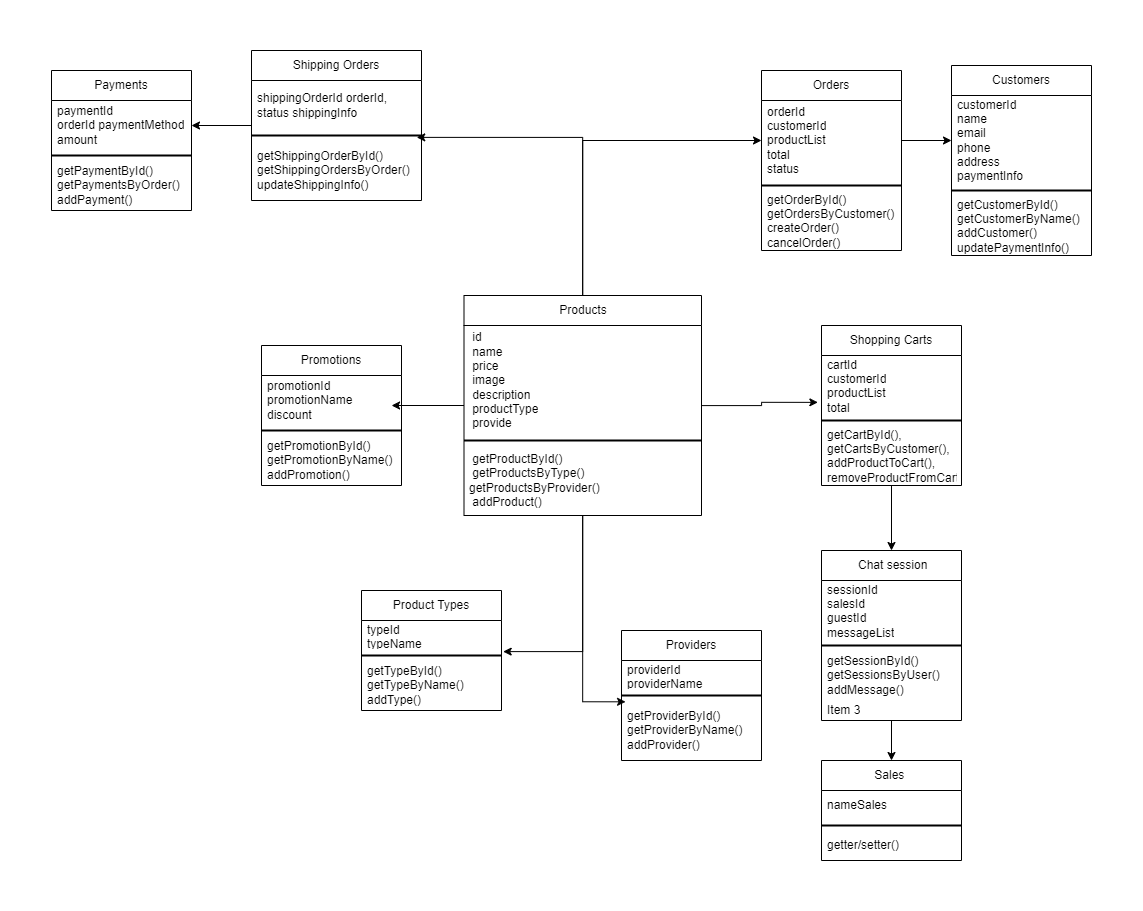 Payments
paymentId
orderId paymentMethod
amount
getPaymentById()
getPaymentsByOrder()
addPayment()
Shipping Orders
shippingOrderId orderId,
status shippingInfo
getShippingOrderById()
getShippingOrdersByOrder()
updateShippingInfo()
Orders
orderId
customerId
productList
total
status
getOrderById()
getOrdersByCustomer()
createOrder()
cancelOrder()
Customers
customerId
name
email
phone
address
paymentInfo
getCustomerById()
getCustomerByName()
addCustomer()
updatePaymentInfo()
Promotions
promotionId
promotionName
discount
getPromotionById()
getPromotionByName()
addPromotion()
Products
id
name
price
image
description
productType
provide
getProductById()
getProductsByType()
getProductsByProvider()
addProduct()
Shopping Carts
cartId
customerId
productList
total
getCartById(),
getCartsByCustomer(),
addProductToCart(),
removeProductFromCart
Product Types
typeId
typeName
getTypeById()
getTypeByName()
addType()
Providers
providerId
providerName
getProviderById()
getProviderByName()
addProvider()
Chat session
sessionId
salesId
guestId
messageList
getSessionById()
getSessionsByUser()
addMessage()
Item 3
Sales
nameSales
getter/setter()